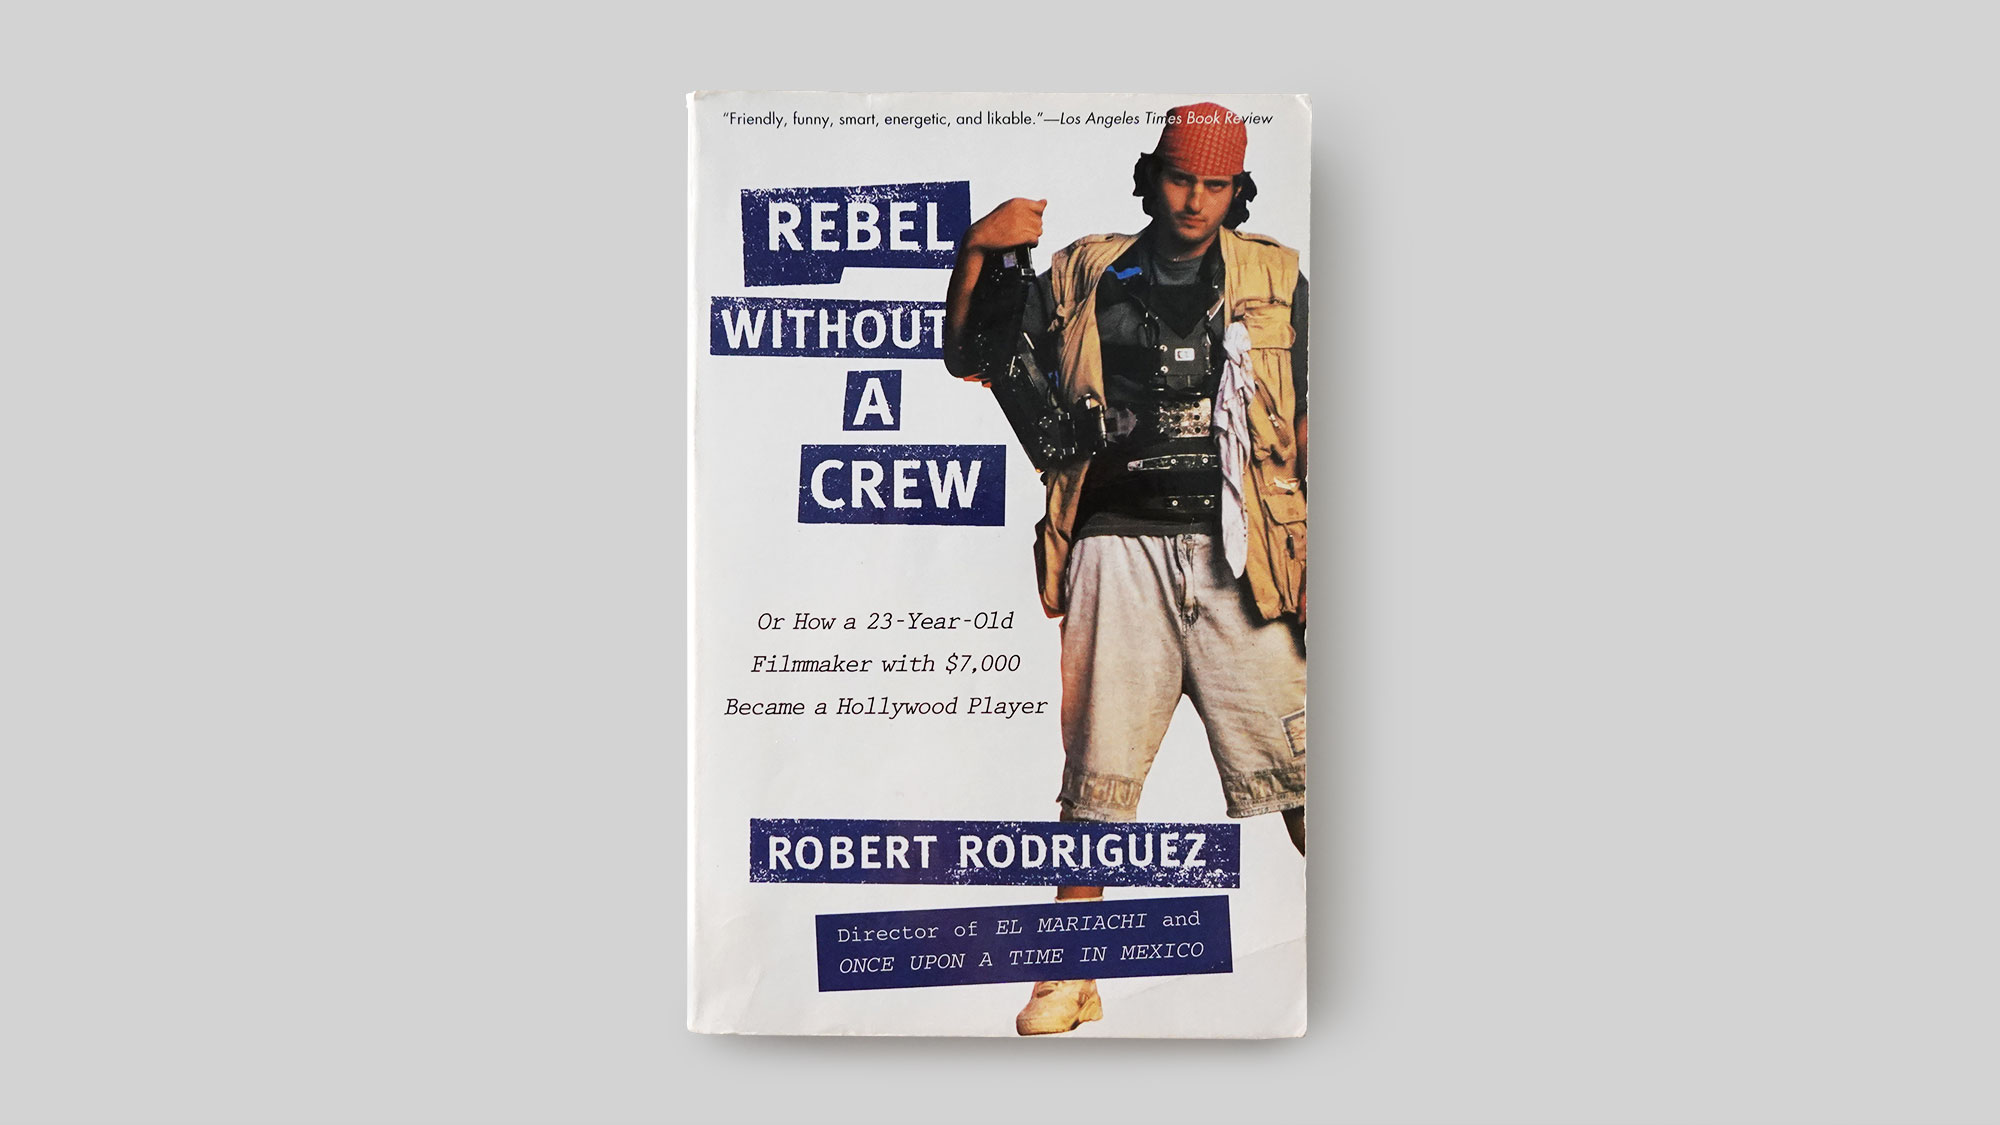 “Friendly, funny, smart, energetic, and likable.”—Los Angeles Times Book Review
REBEL
WITHOUT
A
CREW
Or How a 23-Year-Old
Filmmaker with $7,000
Became a Hollywood Player
ROBERT RODRIGUEZ
Director of EL MARIACHI and
ONCE UPON A TIME IN MEXICO